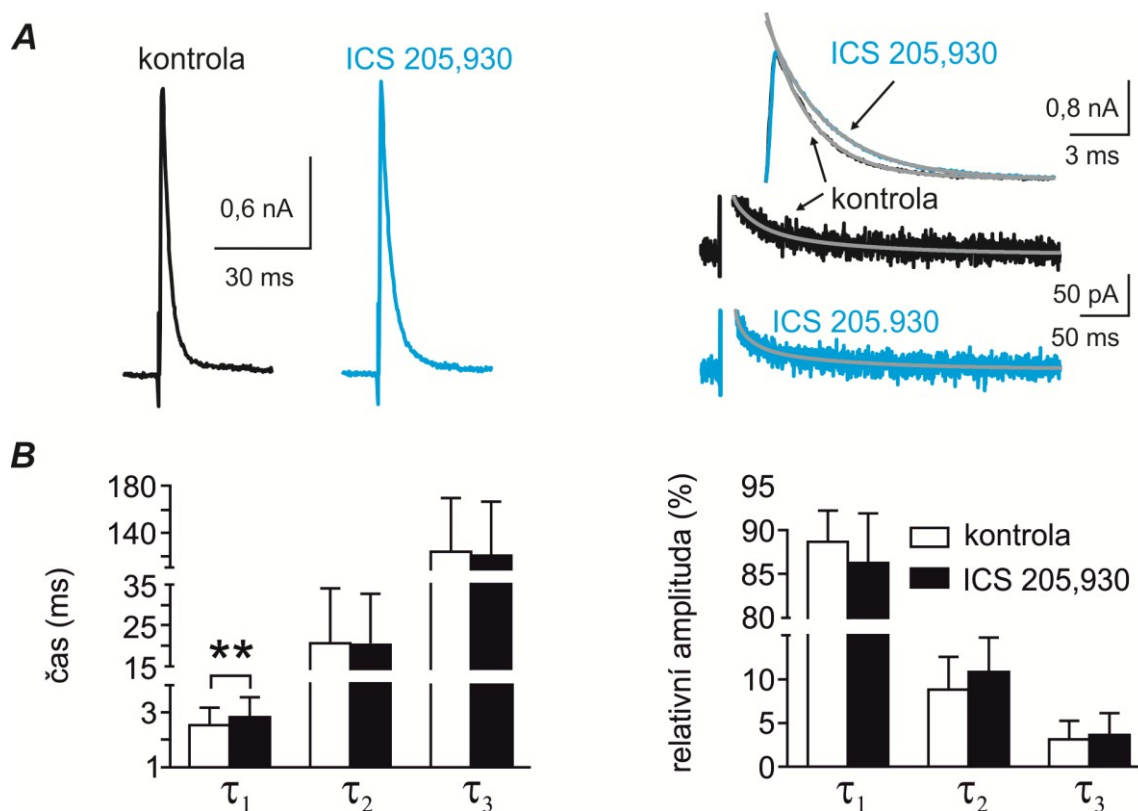 A
kontrola
ICS 205,930
0,6 nA
30 ms
ICS 205,930
0,8 nA
3 ms
kontrola
50 pA
50 ms
ICS 205.930
B
čas (ms)
180
140
35
25
15
3
1
**
τ1
τ2
τ3
relativní amplituda (%)
95
90
85
80
10
5
0
kontrola
ICS 205,930
τ1
τ2
τ3